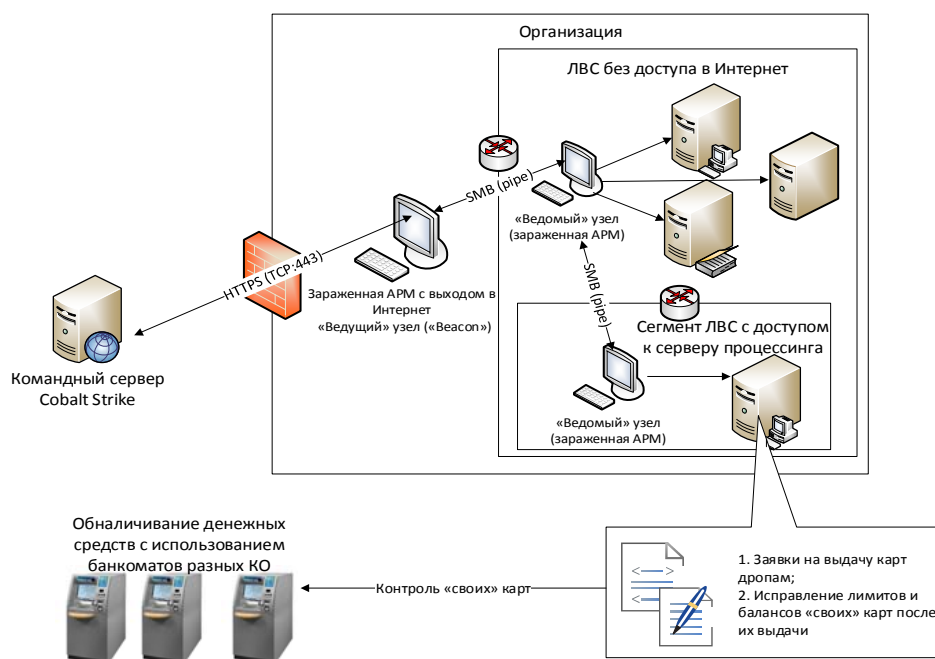 Организация
ЛВС без доступа в Интернет
SMB (pipe)
«Ведомый» узел
(зараженная АРМ)
HTTPS (TCP:443)
Зараженная АРМ с выходом в
Интернет
«Ведущий» узел («Beacon»)
SMB (pipe)
Командный сервер
Cobalt Strike
Сегмент ЛВС с доступом
к серверу процессинга
«Ведомый» узел
(зараженная АРМ)
Обналичивание денежных
средств с использованием
банкоматов разных КО
Контроль «своих» карт
1. Заявки на выдачу карт
дропам;
2. Исправление лимитов и
балансов «своих» карт после
их выдачи